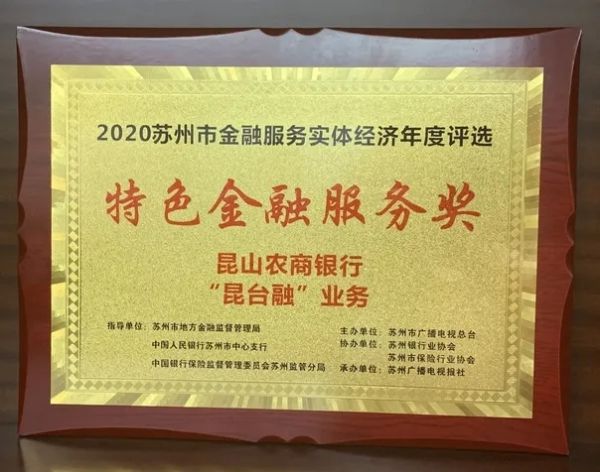 2020苏州市金融服务实体经济年度评选
特色金融服务奖
昆山农商银行
“昆台融”业务
指导单位：苏州市地方金融监督管理局
中国人民银行苏州市中心支行
中国银行保险监督管理委员会苏州监管分局
主办单位：苏州市广播电视总台
协办单位：苏州银行业协会
苏州市保险行业协会
承办单位：苏州广播电视报社